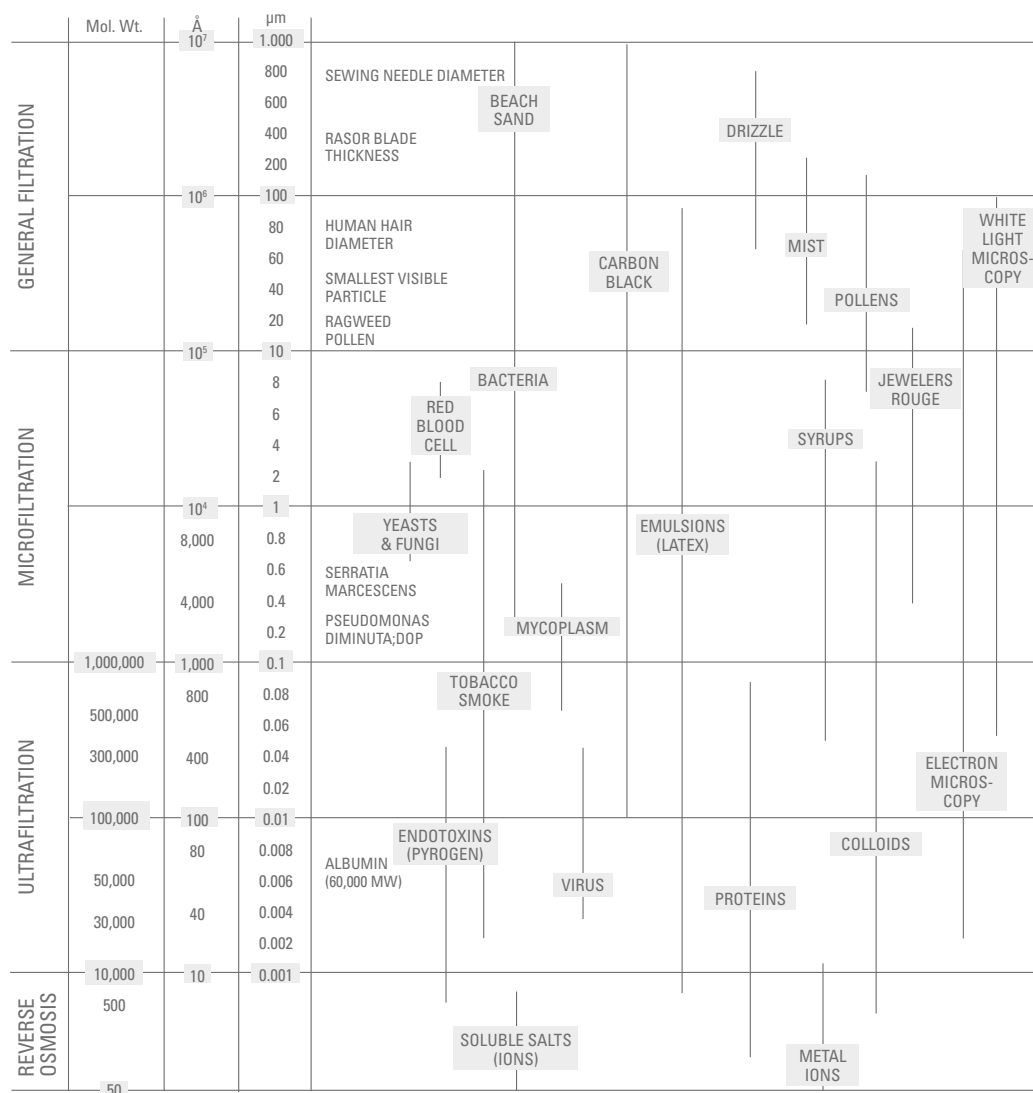 Mol. Wt. Å µm
10⁷ 1.000
800 SEWING NEEDLE DIAMETER
600 BEACH
SAND
400 RASOR BLADE
THICKNESS
DRIZZLE
200
GENERAL FILTRATION
10⁶ 100
80 HUMAN HAIR
DIAMETER
MIST
WHITE
LIGHT
MICROS-
COPY
60 CARBON
BLACK
40 SMALLEST VISIBLE
PARTICLE
POLLENS
20 RAGWEED
POLLEN
10⁵ 10
8 BACTERIA
JEWELERS
ROUGE
6 RED
BLOOD
CELL
4 SYRUPS
2
MICROFILTRATION
10⁴ 1
8,000 0.8 YEASTS
& FUNGI
EMULSIONS
(LATEX)
0.6 SERRATIA
MARCESCENS
4,000 0.4
0.2 PSEUDOMONAS
DIMINUTA;DOP
MYCOPLASM
1,000,000 1,000 0.1
800 0.08 TOBACCO
SMOKE
500,000 0.06
300,000 400 0.04 ELECTRON
MICROS-
COPY
0.02
ULTRAFILTRATION
100,000 100 0.01
80 0.008 ENDOTOXINS
(PYROGEN)
COLLOIDS
50,000 0.006 ALBUMIN
(60,000 MW)
VIRUS
30,000 40 0.004 PROTEINS
0.002
10,000 10 0.001
500
REVERSE
OSMOSIS
SOLUBLE SALTS
(IONS)
METAL
IONS
50